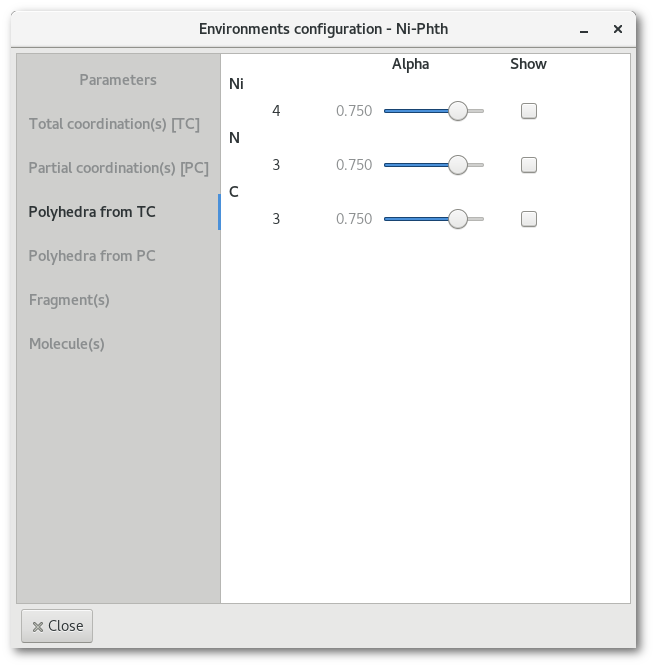 Environments configuration - Ni-Phth
Parameters
Total coordination(s) [TC]
Partial coordination(s) [PC]
Polyhedra from TC
Polyhedra from PC
Fragment(s)
Molecule(s)
Alpha Show
Ni
4 0.750
N
3 0.750
C
3 0.750
Close